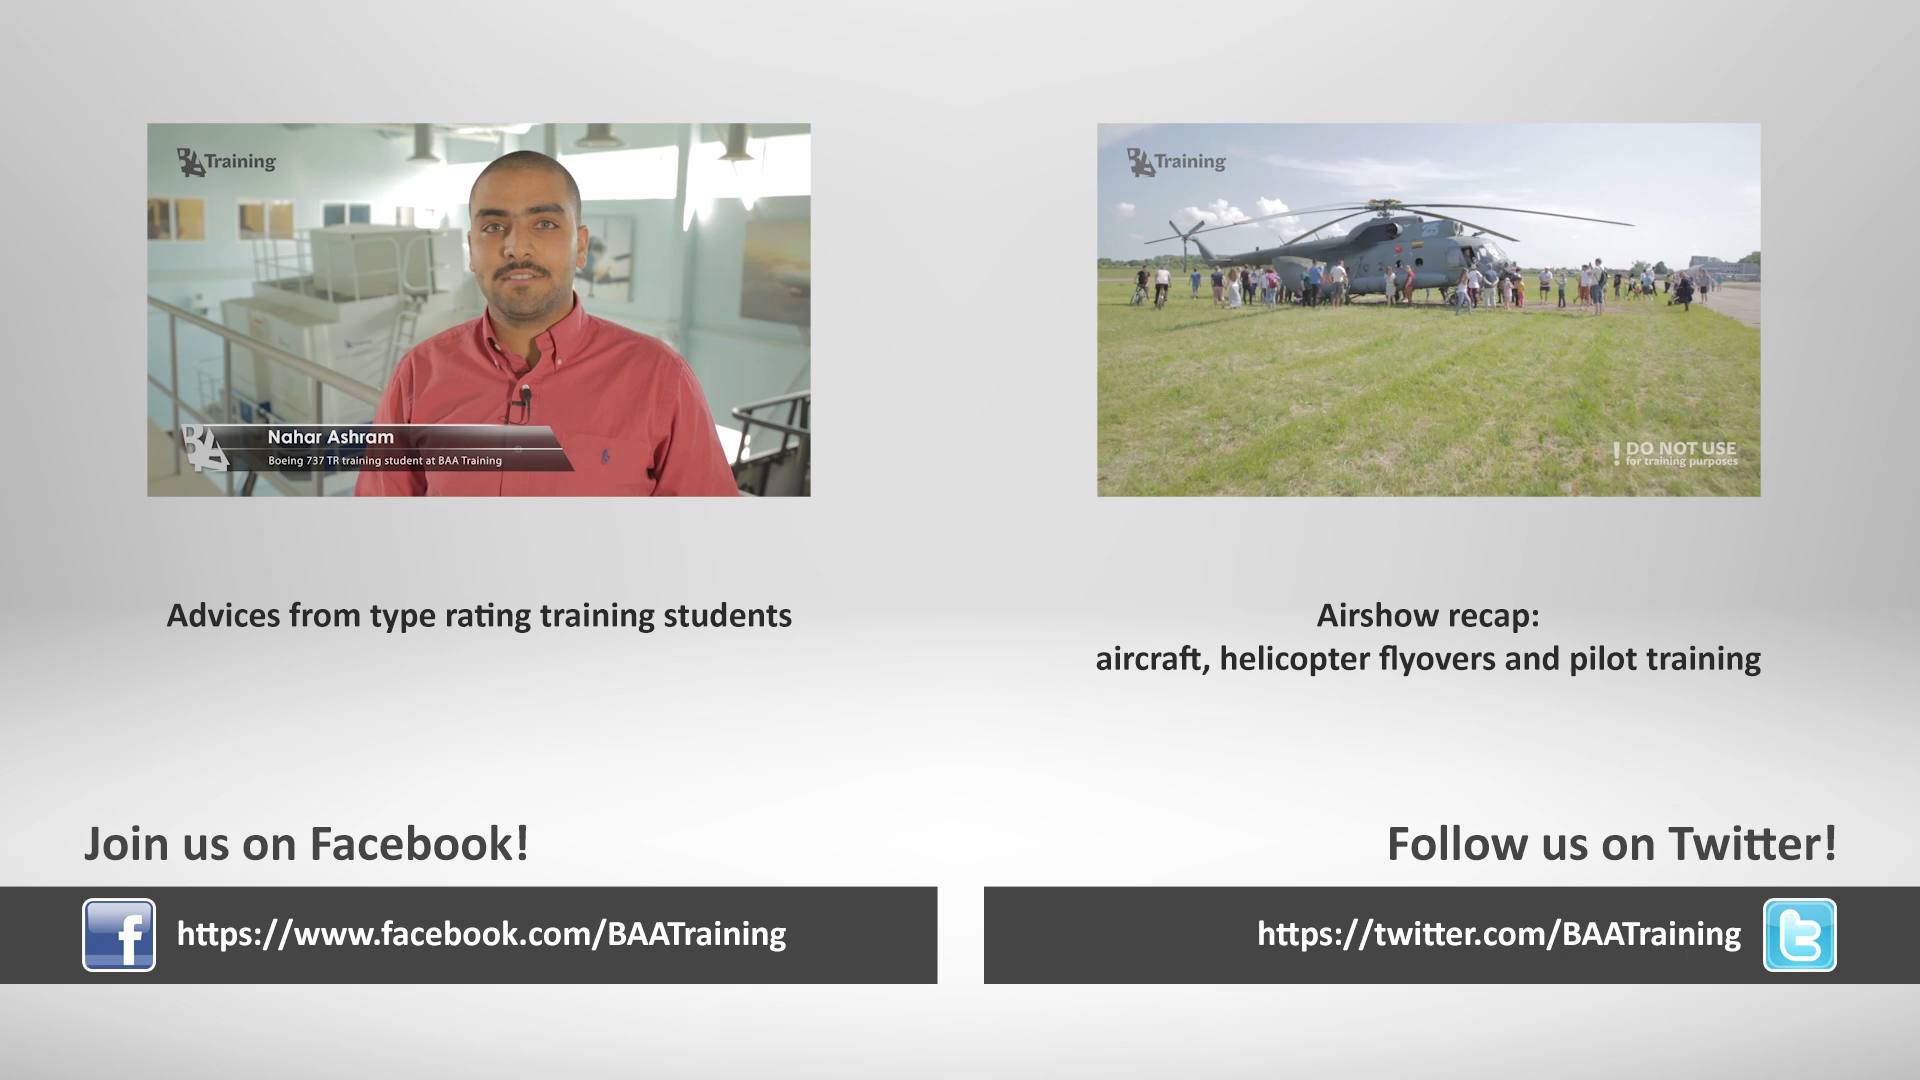 BAA Training
Nahar Ashram
Boeing 737 TR training student at BAA Training
Advices from type rating training students
BAA Training
! DO NOT USE
for training purposes
Airshow recap:
aircraft, helicopter flyovers and pilot training
Join us on Facebook!
f https://www.facebook.com/BAATraining
Follow us on Twitter!
https://twitter.com/BAATraining t